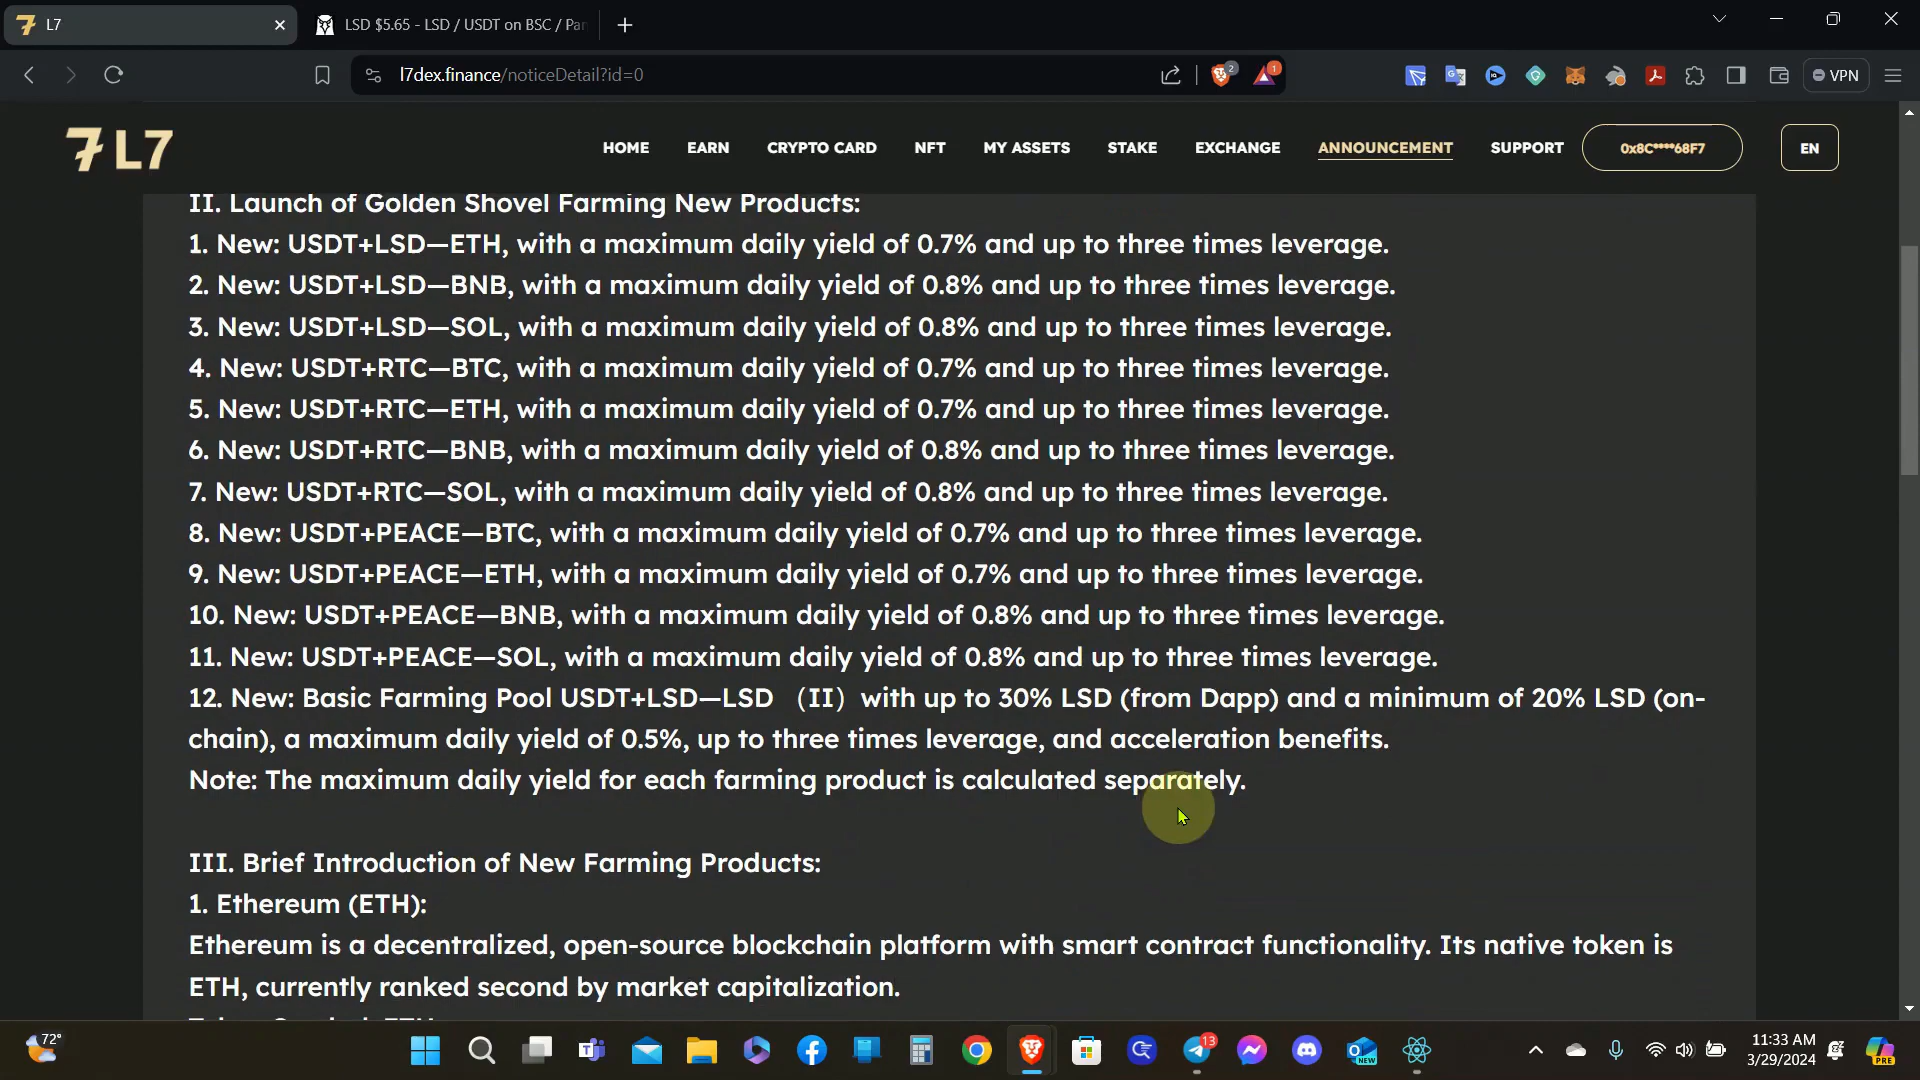 L7
LSD $5.65 - LSD / USDT on BSC / Pan
l7dex.finance/noticeDetail?id=0
2
1
VPN
L7
HOME
EARN
CRYPTO CARD
NFT
MY ASSETS
STAKE
EXCHANGE
ANNOUNCEMENT
SUPPORT
0x8C****68F7
EN
II. Launch of Golden Shovel Farming New Products:
1. New: USDT+LSD—ETH, with a maximum daily yield of 0.7% and up to three times leverage.
2. New: USDT+LSD—BNB, with a maximum daily yield of 0.8% and up to three times leverage.
3. New: USDT+LSD—SOL, with a maximum daily yield of 0.8% and up to three times leverage.
4. New: USDT+RTC—BTC, with a maximum daily yield of 0.7% and up to three times leverage.
5. New: USDT+RTC—ETH, with a maximum daily yield of 0.7% and up to three times leverage.
6. New: USDT+RTC—BNB, with a maximum daily yield of 0.8% and up to three times leverage.
7. New: USDT+RTC—SOL, with a maximum daily yield of 0.8% and up to three times leverage.
8. New: USDT+PEACE—BTC, with a maximum daily yield of 0.7% and up to three times leverage.
9. New: USDT+PEACE—ETH, with a maximum daily yield of 0.7% and up to three times leverage.
10. New: USDT+PEACE—BNB, with a maximum daily yield of 0.8% and up to three times leverage.
11. New: USDT+PEACE—SOL, with a maximum daily yield of 0.8% and up to three times leverage.
12. New: Basic Farming Pool USDT+LSD—LSD （II）with up to 30% LSD (from Dapp) and a minimum of 20% LSD (on-
chain), a maximum daily yield of 0.5%, up to three times leverage, and acceleration benefits.
Note: The maximum daily yield for each farming product is calculated separately.
III. Brief Introduction of New Farming Products:
1. Ethereum (ETH):
Ethereum is a decentralized, open-source blockchain platform with smart contract functionality. Its native token is
ETH, currently ranked second by market capitalization.
72°
13
NEW
11:33 AM
3/29/2024
PRE